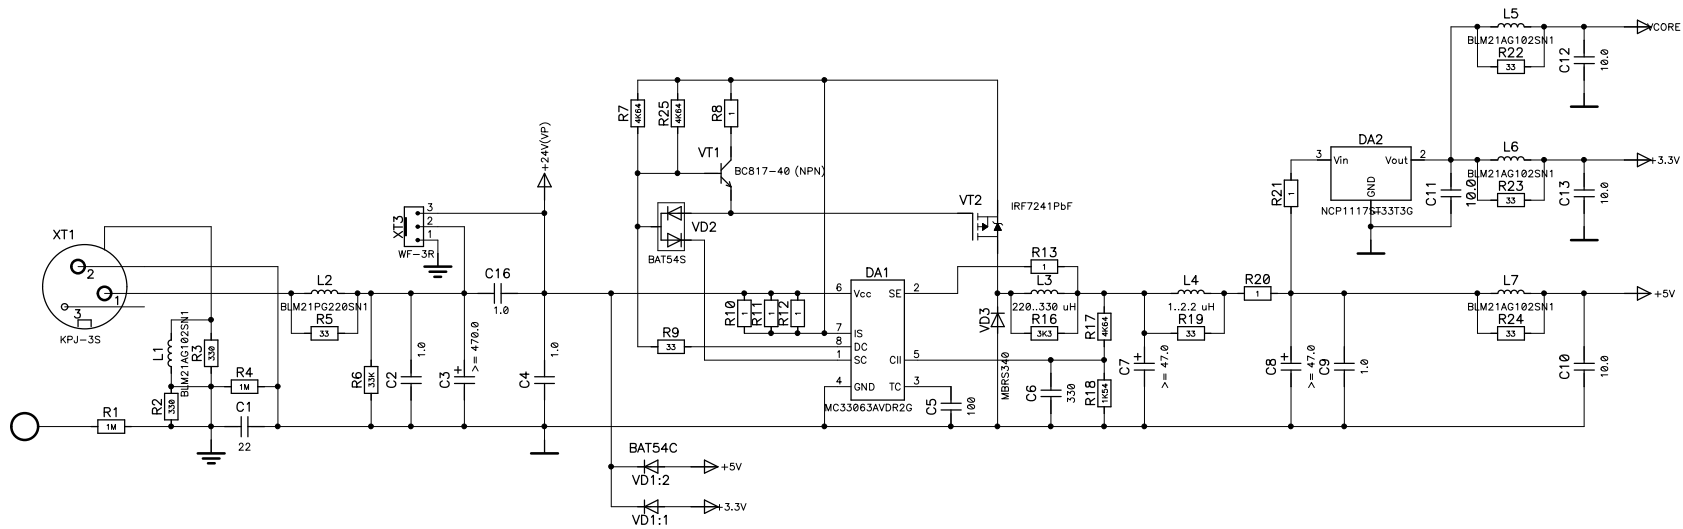 XT1
2
1
3
KPJ-3S
L1
BLM21AG102SN1
R3
330
R2
330
R4
1M
C1
22
R1
1M
L2
BLM21PG220SN1
R5
33
R6
33K
C2
1.0
C3
+
>= 470.0
XT3
3
2
1
WF-3R
C16
1.0
+24V(VP)
C4
1.0
BAT54C
VD1:2
+5V
VD1:1
+3.3V
R7
4K64
R25
4K64
R8
1
VT1
BC817-40 (NPN)
VD2
BAT54S
R9
33
R10
1
R11
1
R12
1
DA1
6 Vcc SE 2
7 IS
8 DC
1 SC CII 5
4 GND TC 3
MC33063AVDR2G
C5
100
VT2
IRF7241PbF
VD3
MBRS340
R13
1
L3
220..330 uH
R16
3K3
R17
4K64
R18
1K54
C6
330
C7
+
>= 47.0
L4
1..2.2 uH
R19
33
R20
1
R21
1
C8
+
>= 47.0
C9
1.0
DA2
3 Vin Vout 2
GND
NCP1117ST33T3G
C11
10.0
L5
BLM21AG102SN1
R22
33
C12
10.0
VCORE
L6
BLM21AG102SN1
R23
33
C13
10.0
+3.3V
L7
BLM21AG102SN1
R24
33
C10
10.0
+5V